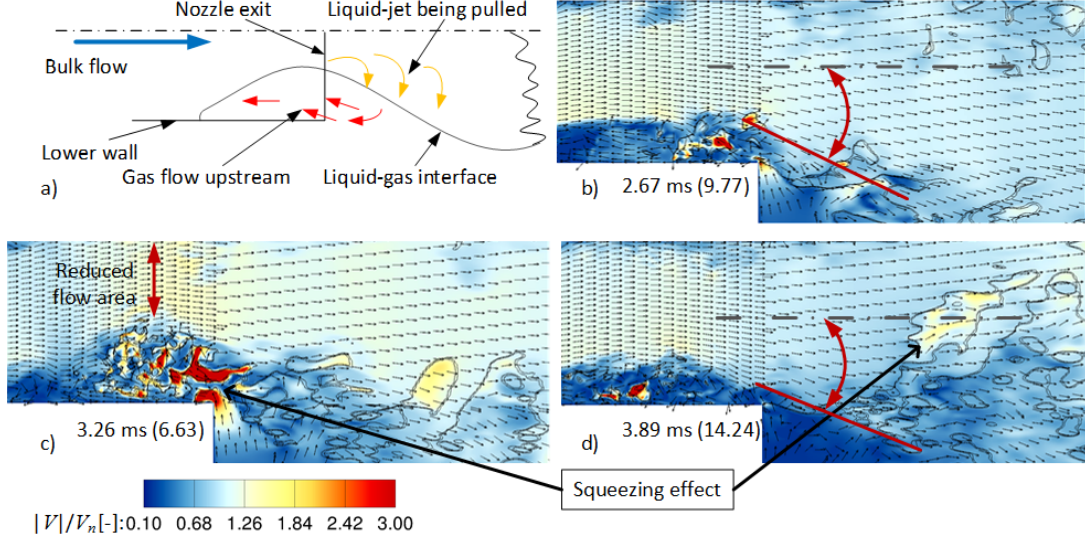 Nozzle exit
Liquid-jet being pulled
Bulk flow
Lower wall
Gas flow upstream
Liquid-gas interface
a)
b)
2.67 ms (9.77)
Reduced
flow area
c)
3.26 ms (6.63)
d)
3.89 ms (14.24)
Squeezing effect
|V|/Vₙ[-]: 0.10 0.68 1.26 1.84 2.42 3.00